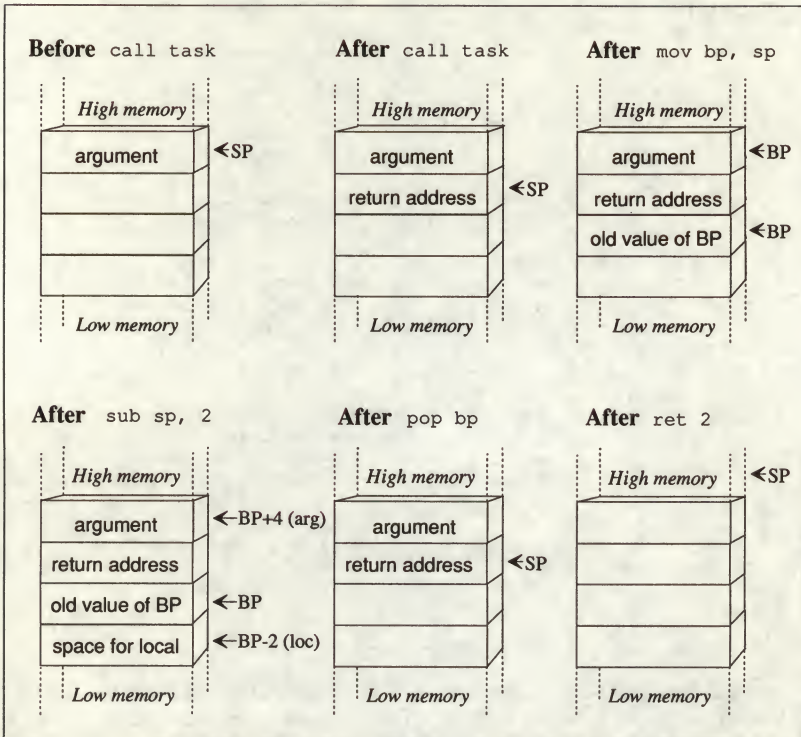 Before call task
High memory
argument
←SP
Low memory
After call task
High memory
argument
return address
←SP
Low memory
After mov bp, sp
High memory
argument
←BP
return address
old value of BP
←BP
Low memory
After sub sp, 2
High memory
argument
←BP+4 (arg)
return address
old value of BP
←BP
space for local
←BP-2 (loc)
Low memory
After pop bp
High memory
argument
return address
←SP
Low memory
After ret 2
←SP
High memory
Low memory